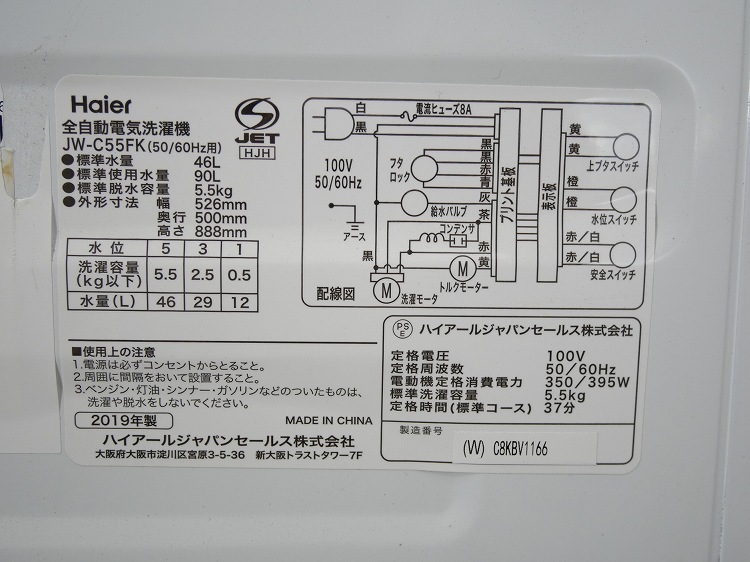 Haier
全自動電気洗濯機
JW-C55FK(50/60Hz用)
●標準水量 46L
●標準使用水量 90L
●標準脱水容量 5.5kg
●外形寸法 幅 526mm
奥行 500mm
高さ 888mm
S
JET
HJH
水位 5 3 1
洗濯容量(kg以下) 5.5 2.5 0.5
水量(L) 46 29 12
白
電流ヒューズ8A
黒
100V
50/60Hz
アース
フタロック
黒
黒
赤
青
灰
給水バルブ
茶
コンデンサ
赤
黄
黒
M
洗濯モータ
M
トルクモーター
配線図
プリント基板
表示板
黄
黄
上ブタスイッチ
橙
橙
水位スイッチ
赤/白
赤/白
安全スイッチ
■使用上の注意
1.電源は必ずコンセントからとること。
2.周囲に間隔をおいて設置すること。
3.ベンジン・灯油・シンナー・ガソリンなどのついたものは、
洗濯や脱水をしないでください。
2019年製
MADE IN CHINA
ハイアールジャパンセールス株式会社
大阪府大阪市淀川区宮原3-5-36 新大阪トラストタワー7F
PSE ハイアールジャパンセールス株式会社
定格電圧 100V
定格周波数 50/60Hz
電動機定格消費電力 350/395W
標準洗濯容量 5.5kg
定格時間(標準コース) 37分
製造番号
(W) C8KBV1166